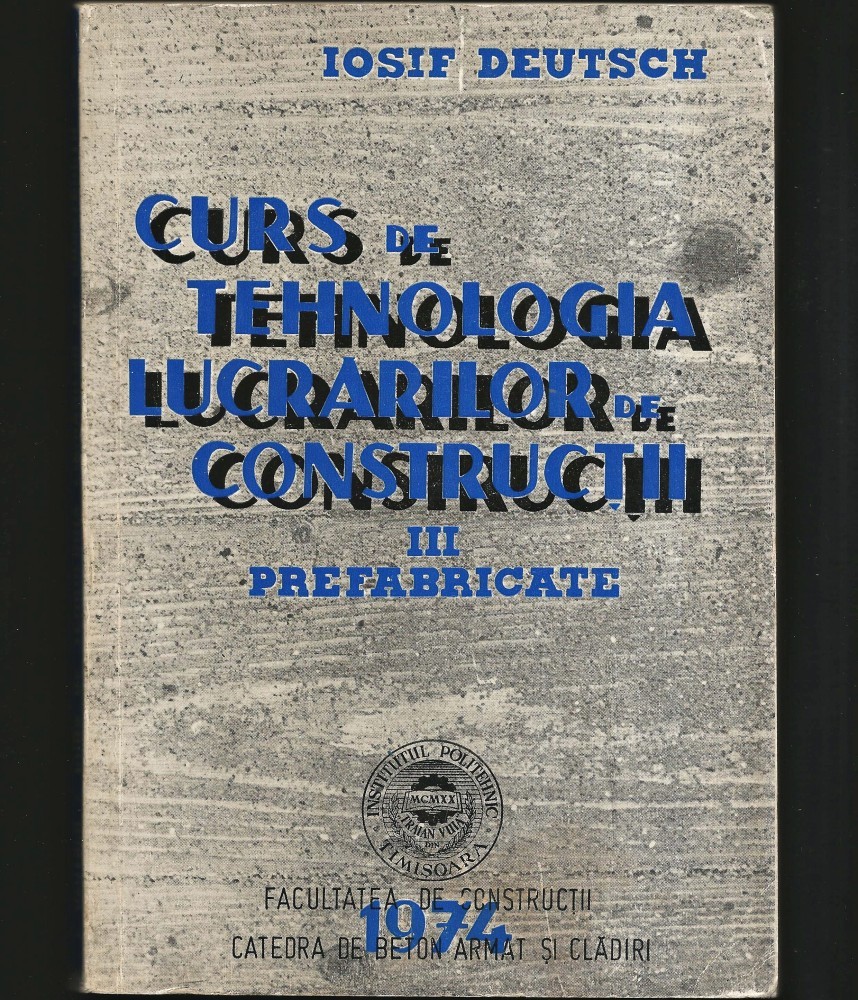 IOSIF DEUTSCH
CURS DE
TEHNOLOGIA
LUCRARILOR DE
CONSTRUCȚII
III
PREFABRICATE
INSTITUTUL POLITEHNIC
MCMXX
TRAIAN VUIA
DIN
TIMIȘOARA
FACULTATEA DE CONSTRUCȚII
1974
CATEDRA DE BETON ARMAT ȘI CLĂDIRI